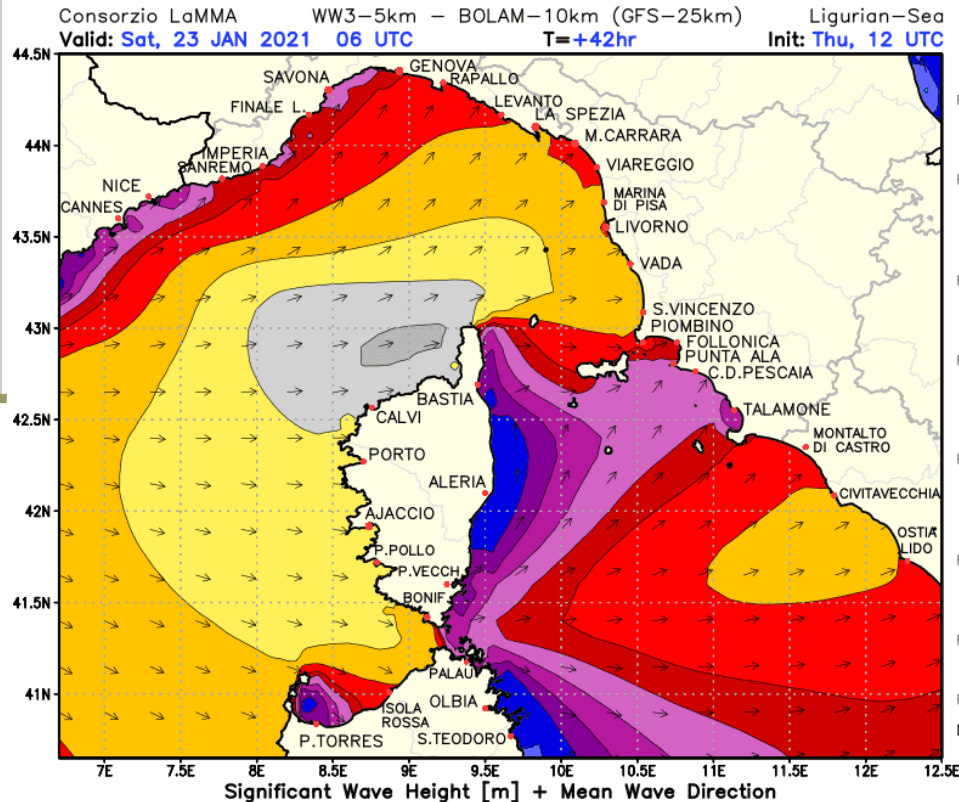 Consorzio LaMMA WW3-5km - BOLAM-10km (GFS-25km) Ligurian-Sea
Valid: Sat, 23 JAN 2021 06 UTC T=+42hr Init: Thu, 12 UTC
44.5N
GENOVA
SAVONA
RAPALLO
FINALE L.
LEVANTO
LA SPEZIA
M.CARRARA
44N
IMPERIA
SANREMO
VIAREGGIO
NICE
MARINA
DI PISA
CANNES
LIVORNO
43.5N
VADA
S.VINCENZO
43N
PIOMBINO
FOLLONICA
PUNTA ALA
C.D.PESCAIA
BASTIA
TALAMONE
CALVI
42.5N
MONTALTO
DI CASTRO
PORTO
ALERIA
CIVITAVECCHIA
42N
AJACCIO
OSTIA
LIDO
P.POLLO
P.VECCH.
41.5N
BONIF.
PALAU
41N
ISOLA
ROSSA
OLBIA
P.TORRES
S.TEODORO
7E 7.5E 8E 8.5E 9E 9.5E 10E 10.5E 11E 11.5E 12E 12.5E
Significant Wave Height [m] + Mean Wave Direction